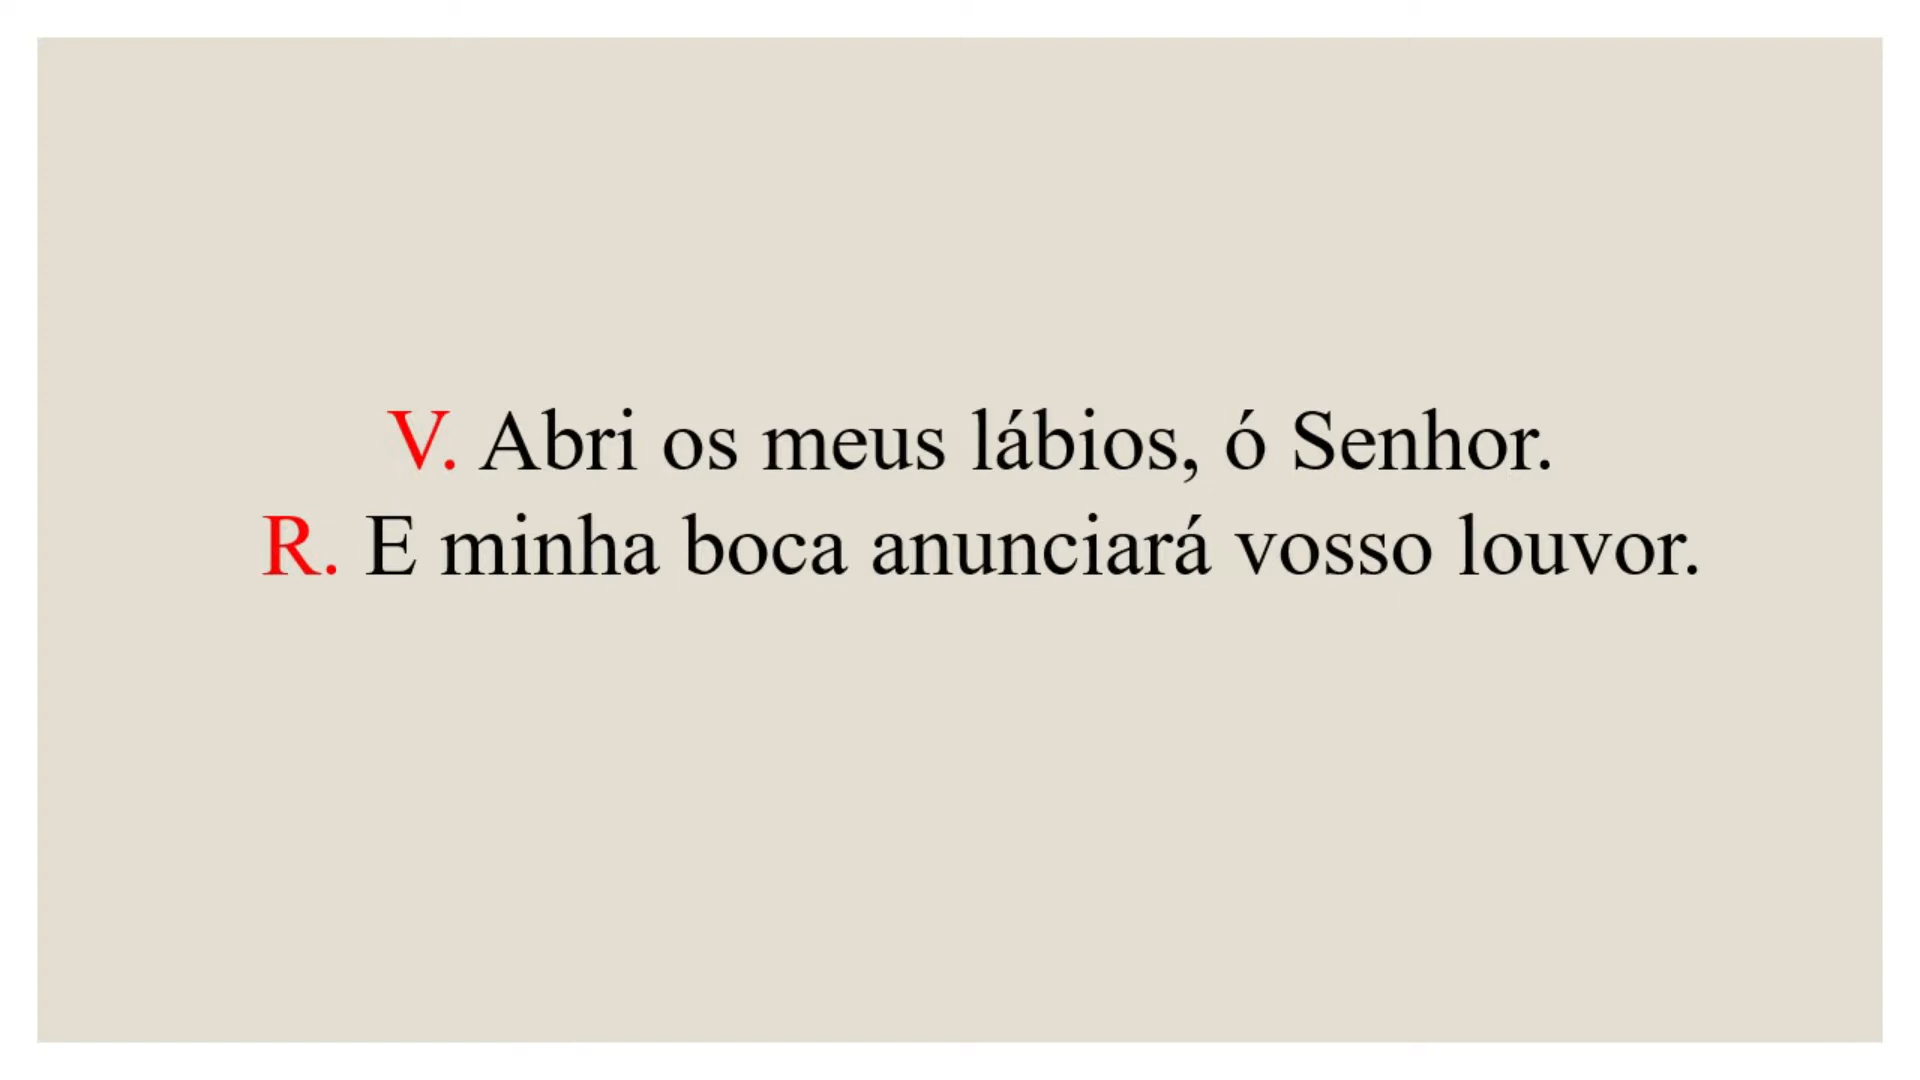 V. Abri os meus lábios, ó Senhor.
R. E minha boca anunciará vosso louvor.